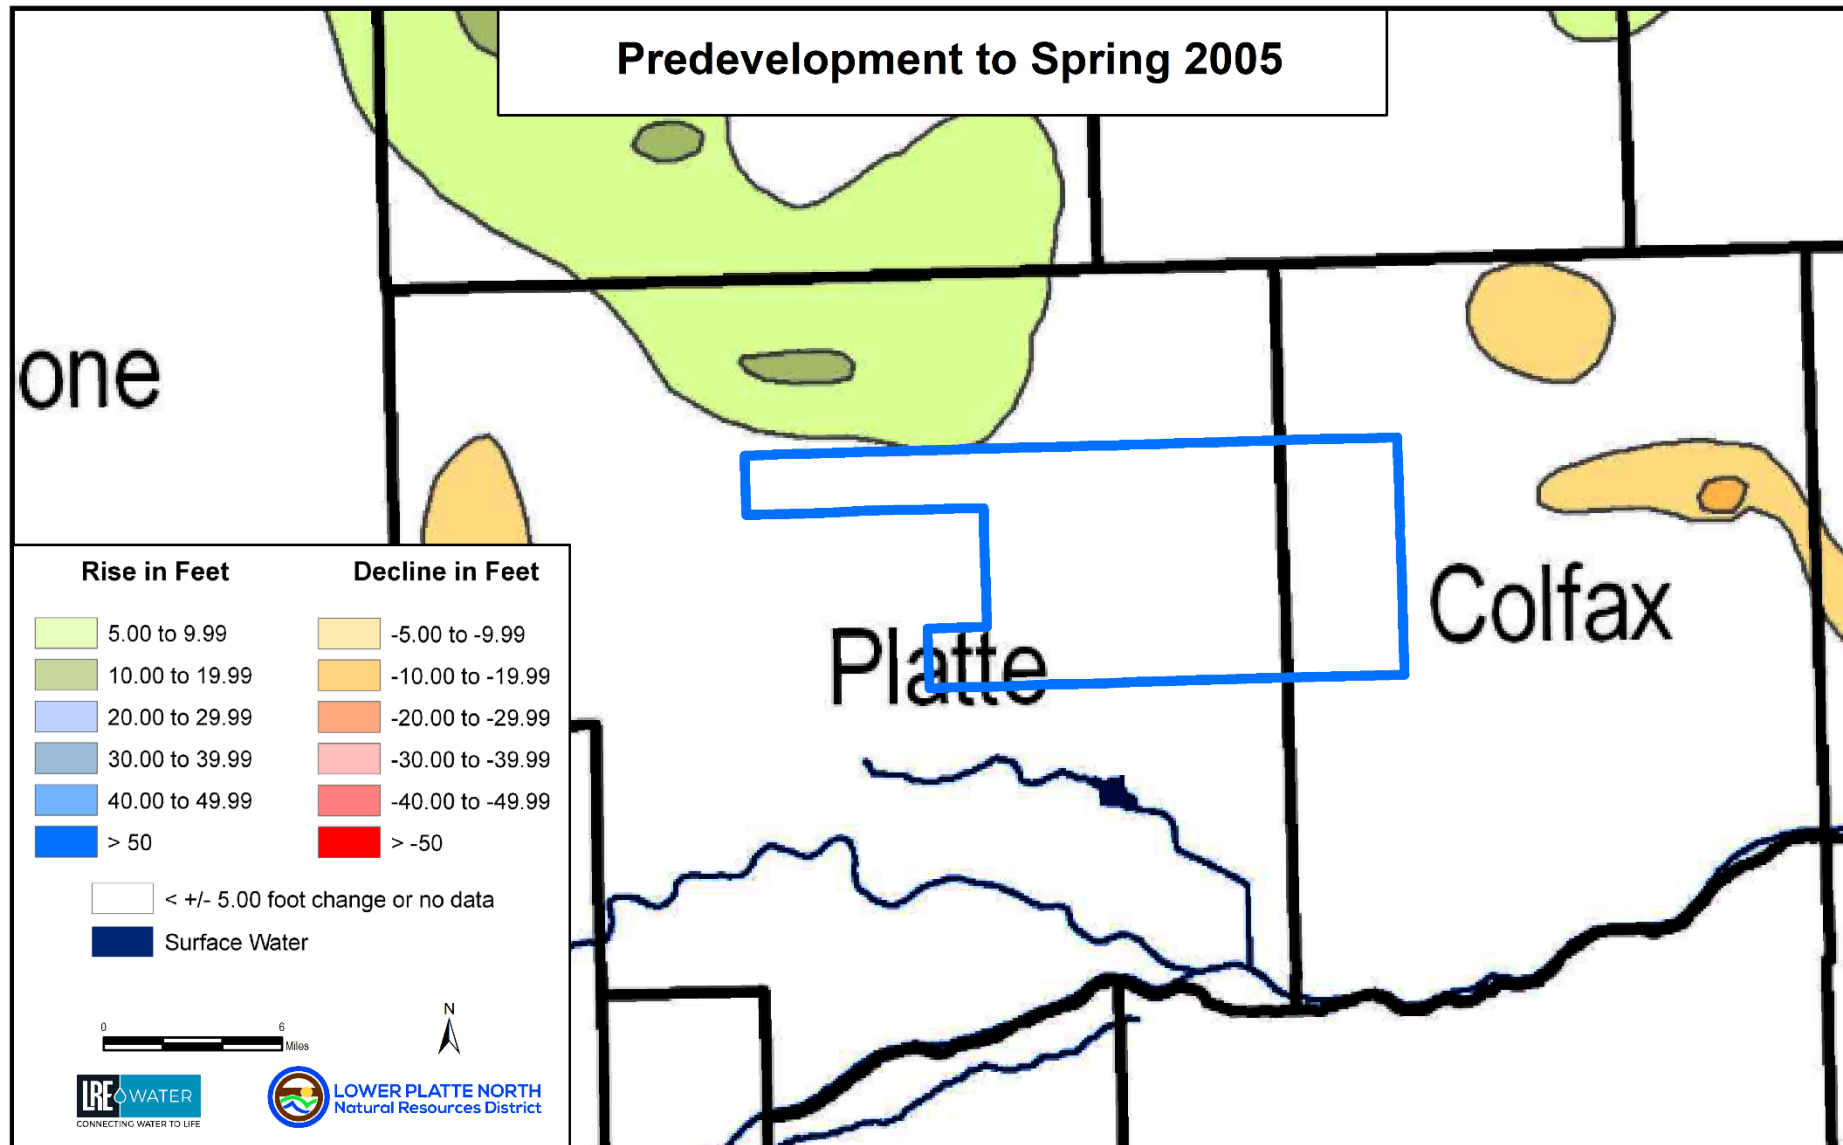 Predevelopment to Spring 2005
one
Colfax
Platte
Rise in Feet
5.00 to 9.99
10.00 to 19.99
20.00 to 29.99
30.00 to 39.99
40.00 to 49.99
> 50
Decline in Feet
-5.00 to -9.99
-10.00 to -19.99
-20.00 to -29.99
-30.00 to -39.99
-40.00 to -49.99
> -50
< +/- 5.00 foot change or no data
Surface Water
0 6
Miles
N
LRE WATER
CONNECTING WATER TO LIFE
LOWER PLATTE NORTH
Natural Resources District